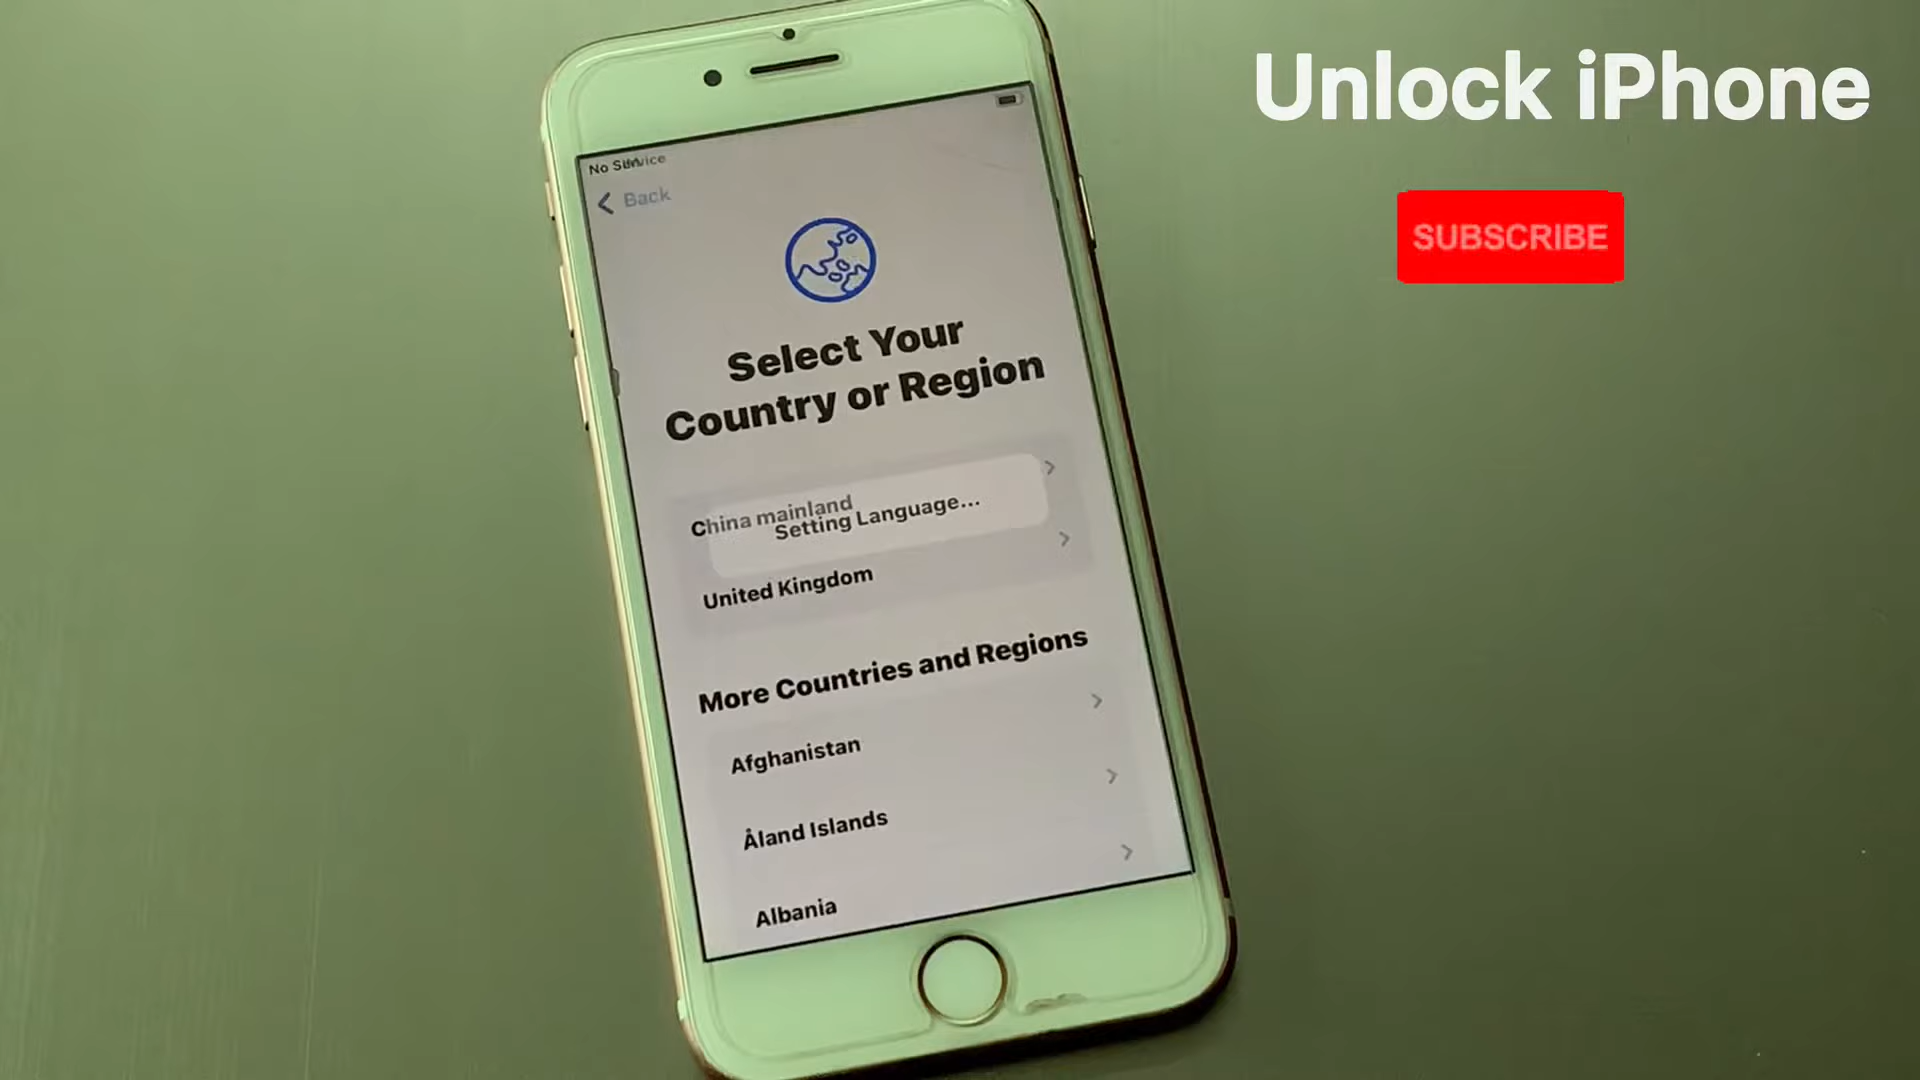 Unlock iPhone
SUBSCRIBE
No
Back
Select Your
Country or Region
China mainland
Setting Language...
United Kingdom
More Countries and Regions
Afghanistan
Åland Islands
Albania